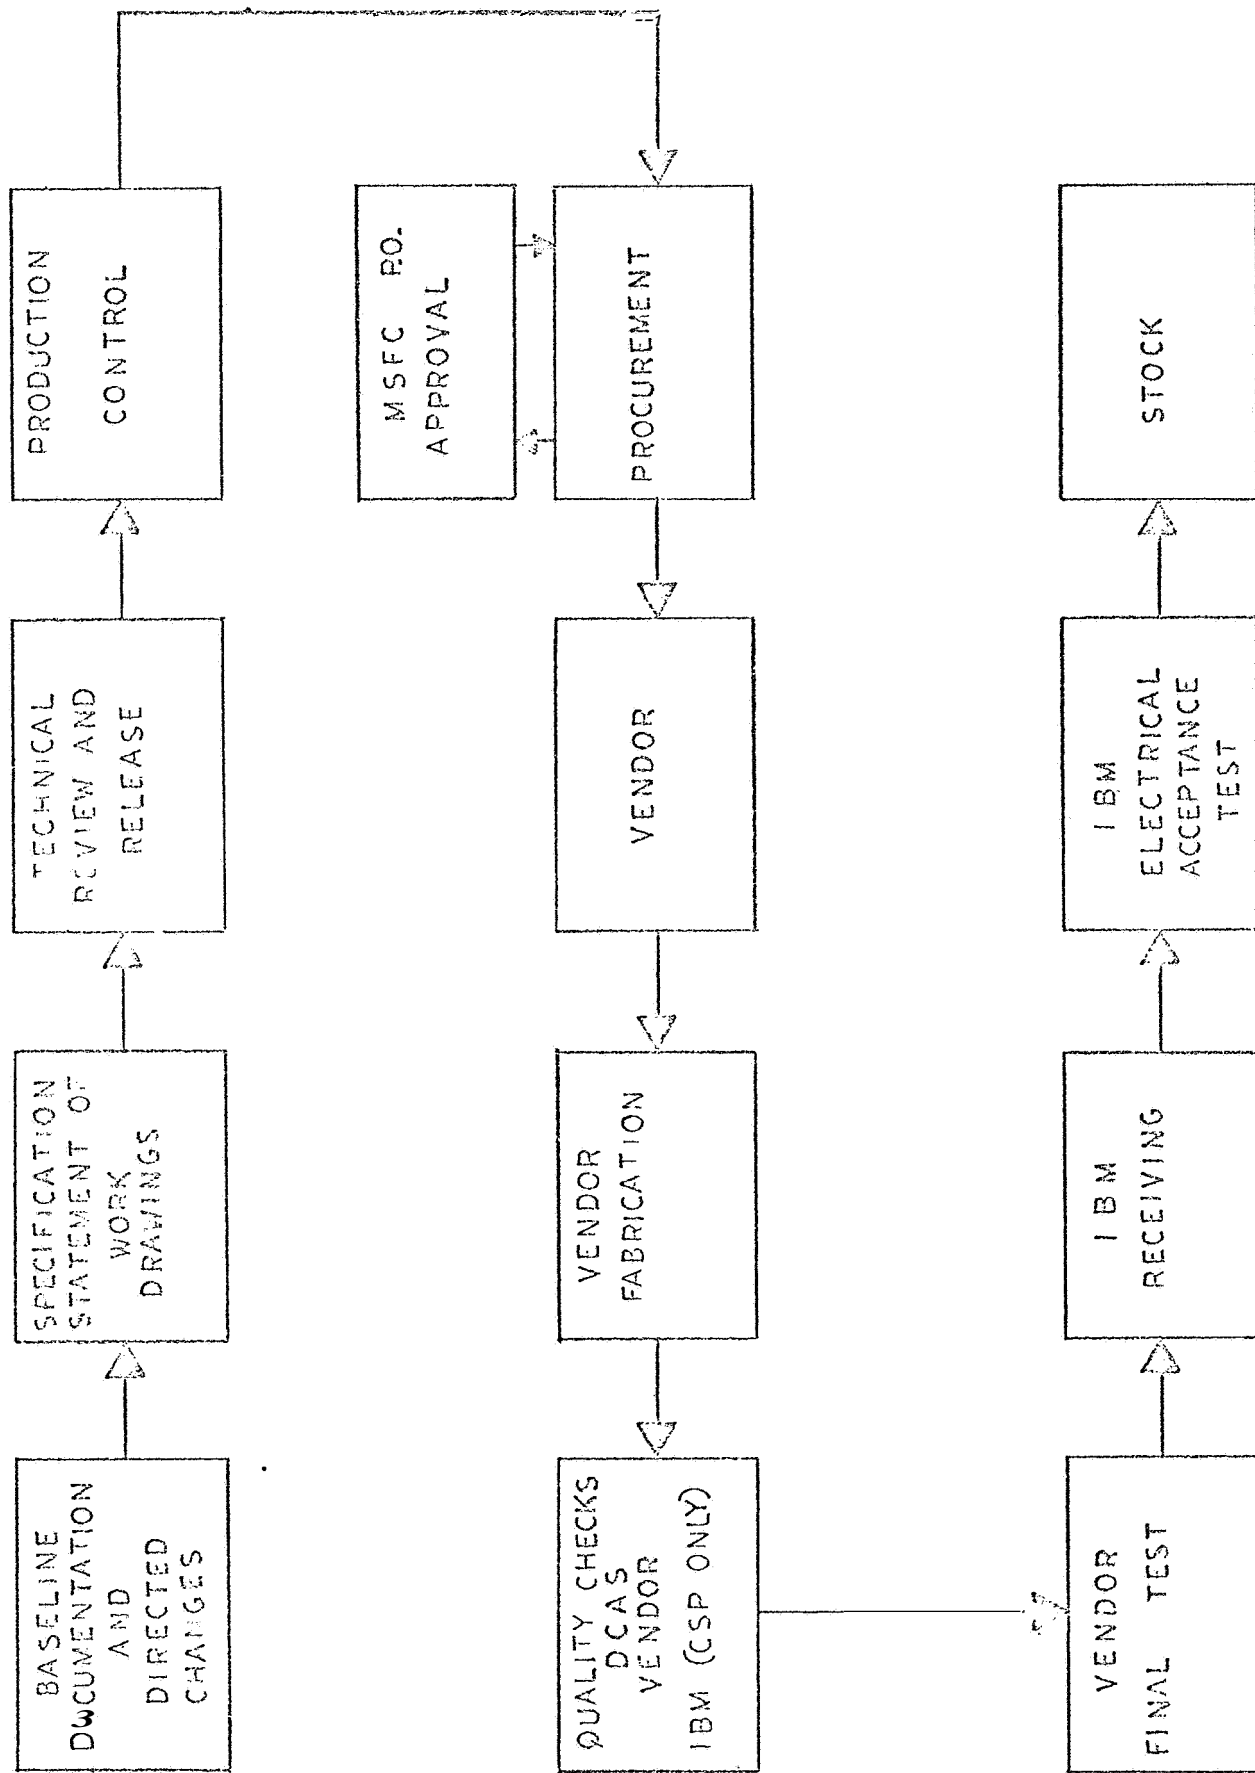 BASELINE
DWCUMENTATION
AND
DIRECTED
CHANGES
SPECIFICATION
STATEMENT OF
WORK
DRAWINGS
TECHNICAL
REVIEW AND
RELEASE
PRODUCTION
CONTROL
MSFC P.O.
APPROVAL
PROCUREMENT
VENDOR
VENDOR
FABRICATION
QUALITY CHECKS
DCAS
VENDOR
IBM (CSP ONLY)
VENDOR
FINAL TEST
IBM
RECEIVING
IBM
ELECTRICAL
ACCEPTANCE
TEST
STOCK